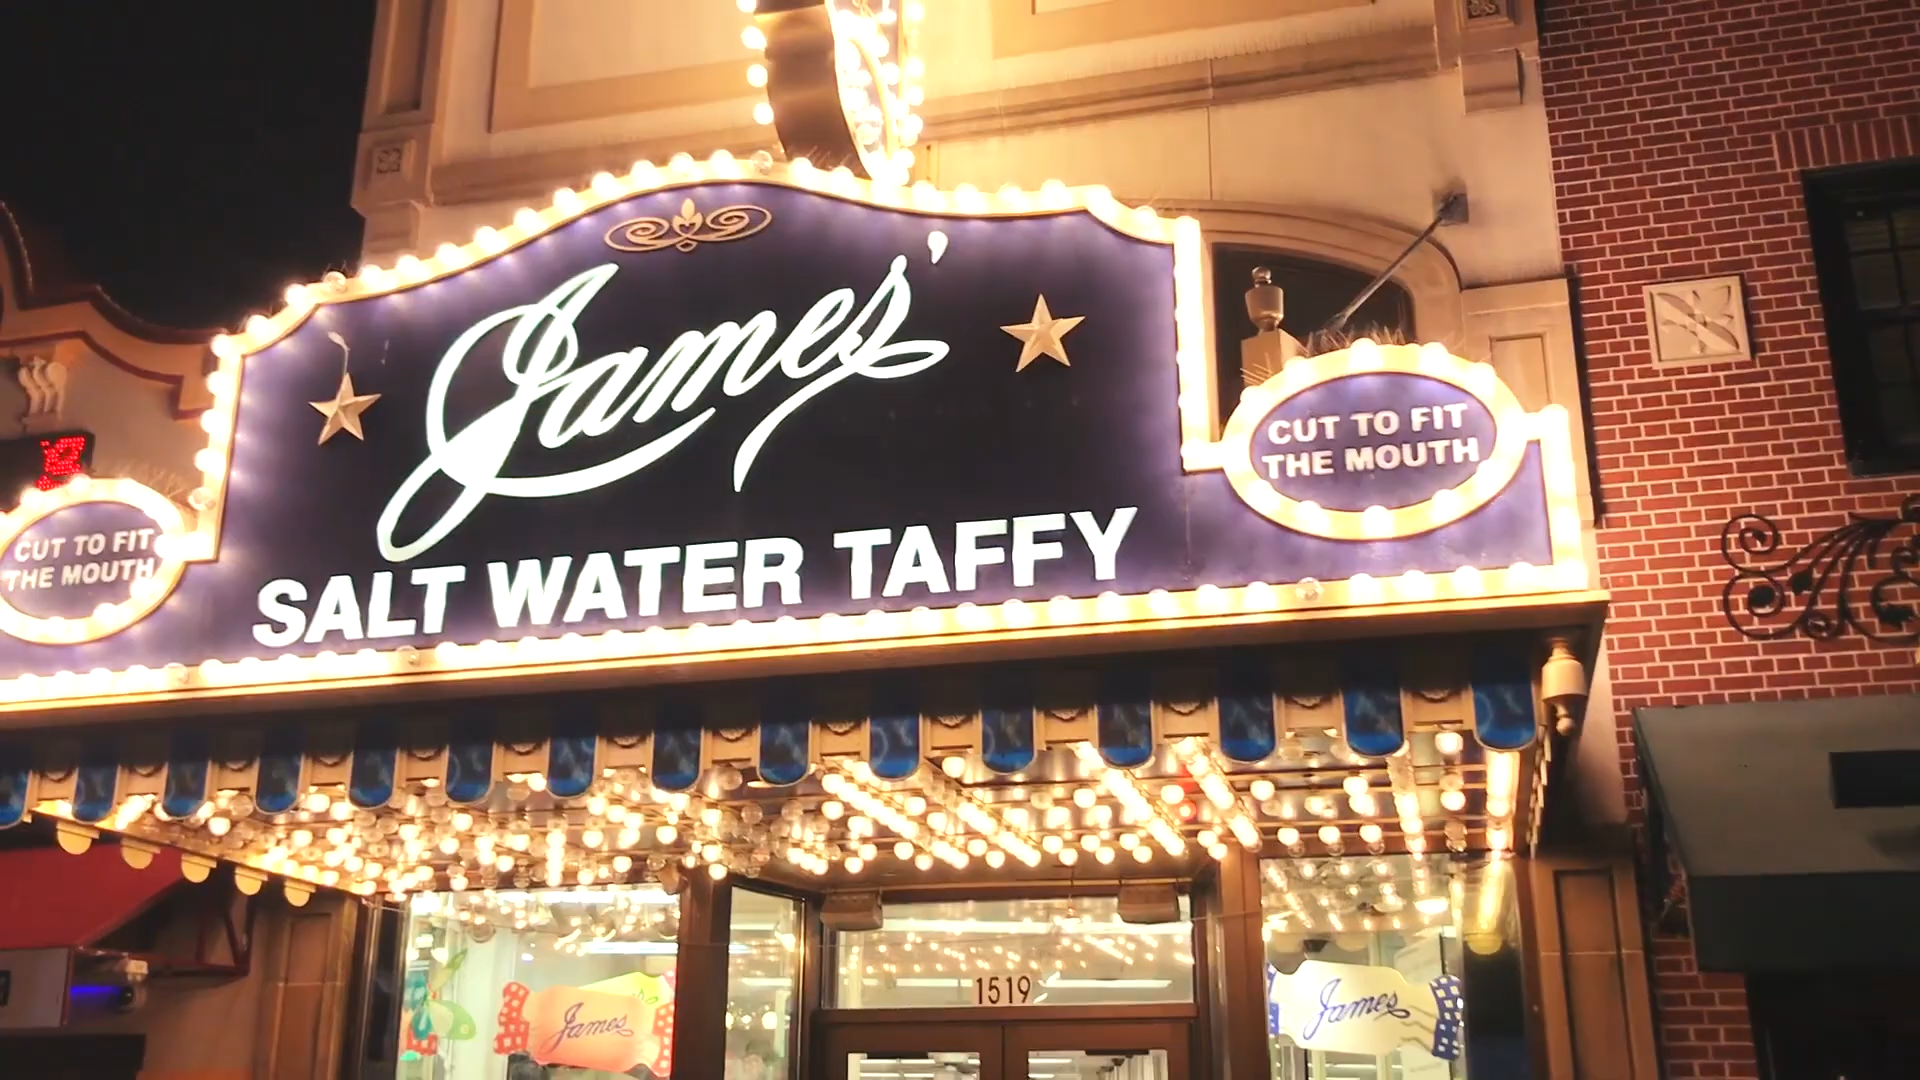 James'
SALT WATER TAFFY
CUT TO FIT
THE MOUTH
CUT TO FIT
THE MOUTH
1519
James
James